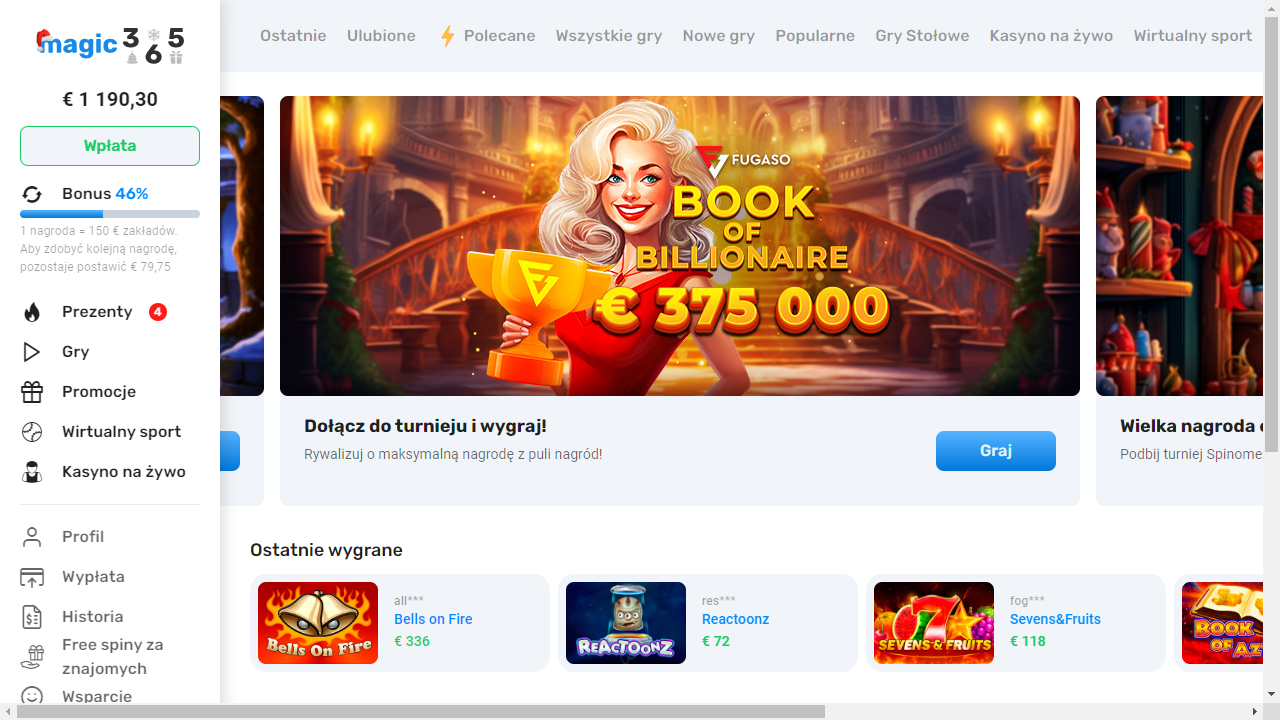 magic 365
€ 1 190,30
Wpłata
Bonus 46%
1 nagroda = 150 € zakładów.
Aby zdobyć kolejną nagrodę,
pozostaje postawić € 79,75
Prezenty 4
Gry
Promocje
Wirtualny sport
Kasyno na żywo
Profil
Wypłata
Historia
Free spiny za
znajomych
Wsparcie
Ostatnie Ulubione Polecane Wszystkie gry Nowe gry Popularne Gry Stołowe Kasyno na żywo Wirtualny sport
FUGASO
BOOK
OF
BILLIONAIRE
€ 375 000
Dołącz do turnieju i wygraj!
Rywalizuj o maksymalną nagrodę z puli nagród!
Graj
Wielka nagroda
Podbij turniej Spinome
Ostatnie wygrane
all***
Bells on Fire
€ 336
Bells On Fire
res***
Reactoonz
€ 72
REACTOONZ
fog***
Sevens&Fruits
€ 118
7
SEVENS & FRUITS
BOOK
OF AZ